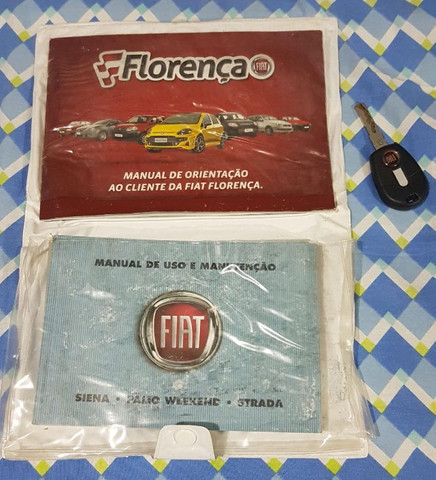 Florença FIAT
MANUAL DE ORIENTAÇÃO
AO CLIENTE DA FIAT FLORENÇA.
MANUAL DE USO E MANUTENÇÃO
FIAT
SIENA • PALIO WEEKEND • STRADA